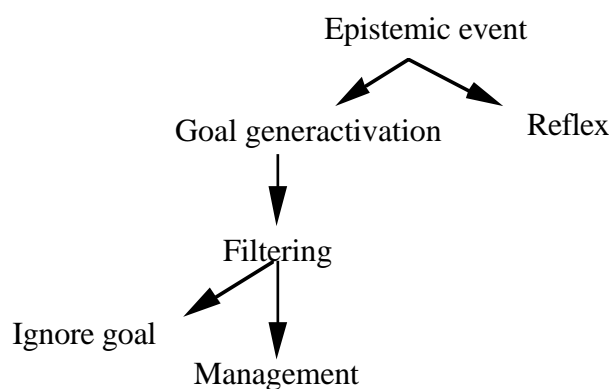 Epistemic event
Goal generactivation
Reflex
Filtering
Ignore goal
Management